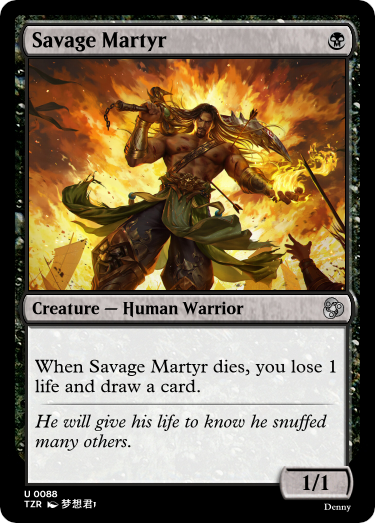 Savage Martyr
Creature — Human Warrior
When Savage Martyr dies, you lose 1
life and draw a card.
He will give his life to know he snuffed
many others.
1/1
U 0088
TZR 梦想君
Denny